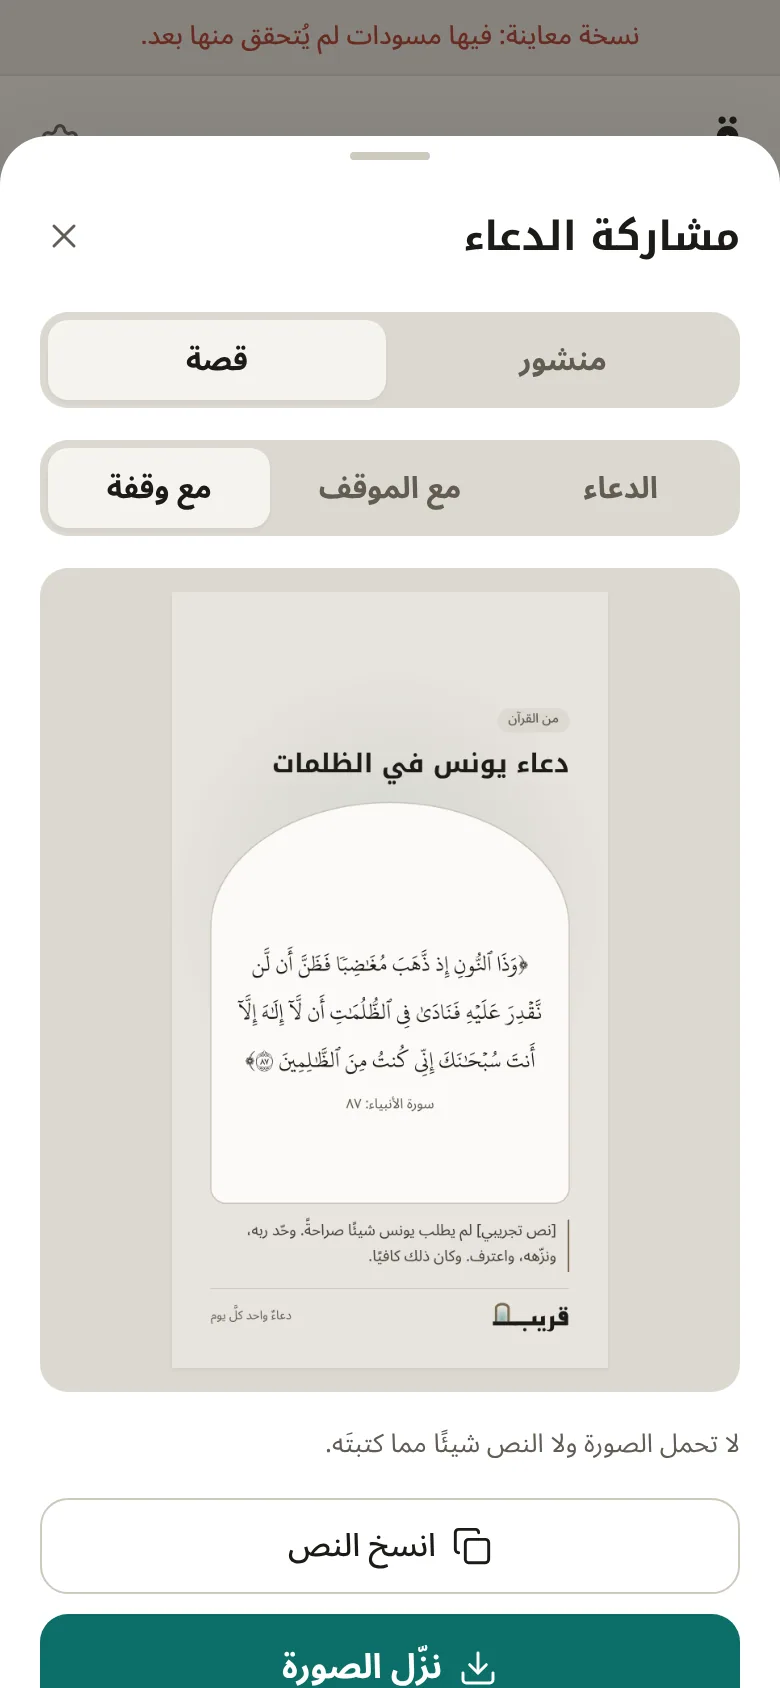 نسخة معاينة: فيها مسودات لم يُتحقق منها بعد.
مشاركة الدعاء
منشور
قصة
الدعاء
مع الموقف
مع وقفة
من القرآن
دعاء يونس في الظلمات
﴿وَذَا ٱلنُّونِ إِذ ذَّهَبَ مُغَٰضِبٗا فَظَنَّ أَن لَّن
نَّقۡدِرَ عَلَيۡهِ فَنَادَىٰ فِي ٱلظُّلُمَٰتِ أَن لَّآ إِلَٰهَ إِلَّآ
أَنتَ سُبۡحَٰنَكَ إِنِّي كُنتُ مِنَ ٱلظَّٰلِمِينَ ٨٧﴾
سورة الأنبياء: ٨٧
[نص تجريبي] لم يطلب يونس شيئًا صراحةً. وحّد ربه،
ونزّهه، واعترف. وكان ذلك كافيًا.
قريب
دعاءٌ واحد كلَّ يوم
لا تحمل الصورة ولا النص شيئًا مما كتبتَه.
انسخ النص
نزّل الصورة